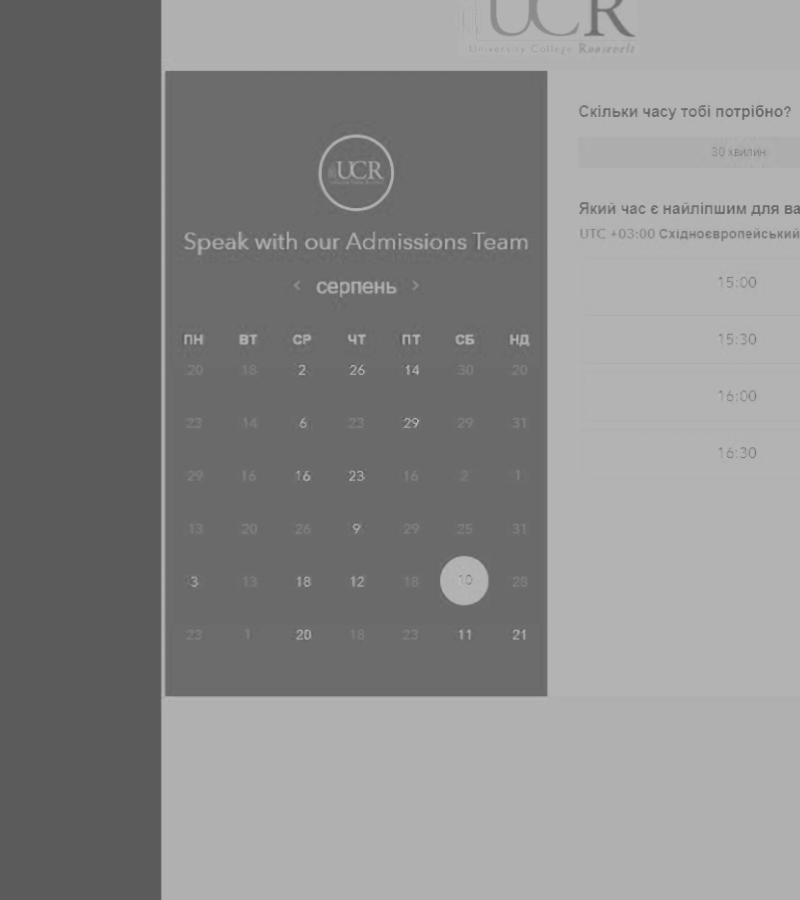 UCR
University College Roosevelt
Скільки часу тобі потрібно?
30 хвилин
UCR
Який час є найліпшим для ва
UTC +03:00 Східноєвропейський
Speak with our Admissions Team
< серпень >
ПН ВТ СР ЧТ ПТ СБ НД
20 18 2 26 14 30 20
23 14 6 23 29 29 31
29 16 16 23 16 2 1
13 20 26 9 29 25 31
3 13 18 12 18 10 28
23 1 20 18 23 11 21
15:00
15:30
16:00
16:30